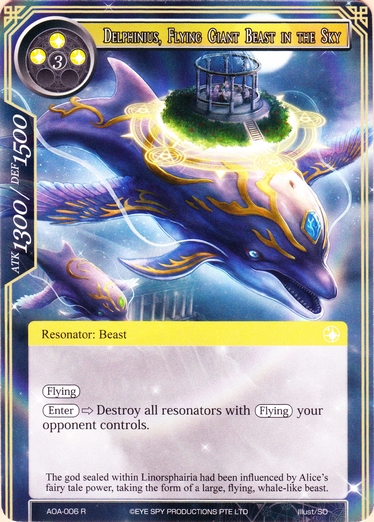 Delphinius, Flying Giant Beast in the Sky
3
ATK 1300 / DEF 1500
Resonator: Beast
Flying
Enter ⇨ Destroy all resonators with Flying your
opponent controls.
The god sealed within Linorsphairia had been influenced by Alice's
fairy tale power, taking the form of a large, flying, whale-like beast.
AOA-006 R ©EYE SPY PRODUCTIONS PTE LTD Illust/SO